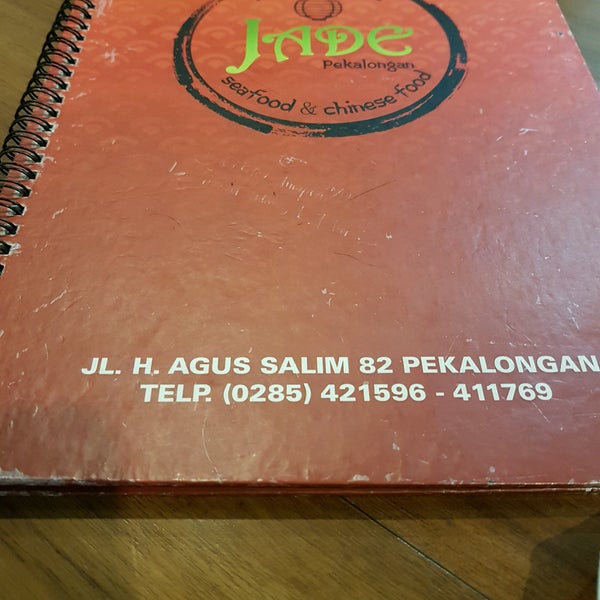 JADE
Pekalongan
seafood & chinese food
JL. H. AGUS SALIM 82 PEKALONGAN
TELP. (0285) 421596 - 411769